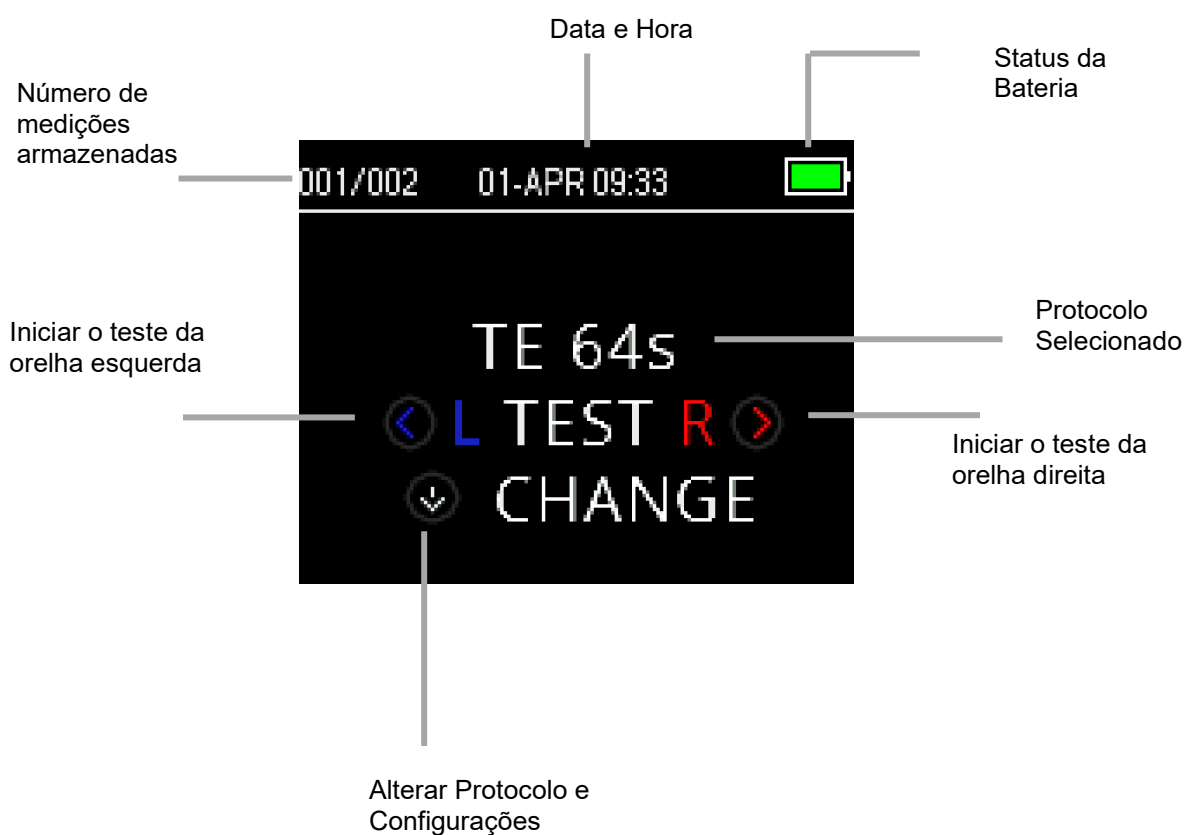 Data e Hora
Status da
Bateria
Número de
medições
armazenadas
001/002 01-APR 09:33
Iniciar o teste da
orelha esquerda
TE 64s
Protocolo
Selecionado
L TEST R
CHANGE
Iniciar o teste da
orelha direita
Alterar Protocolo e
Configurações